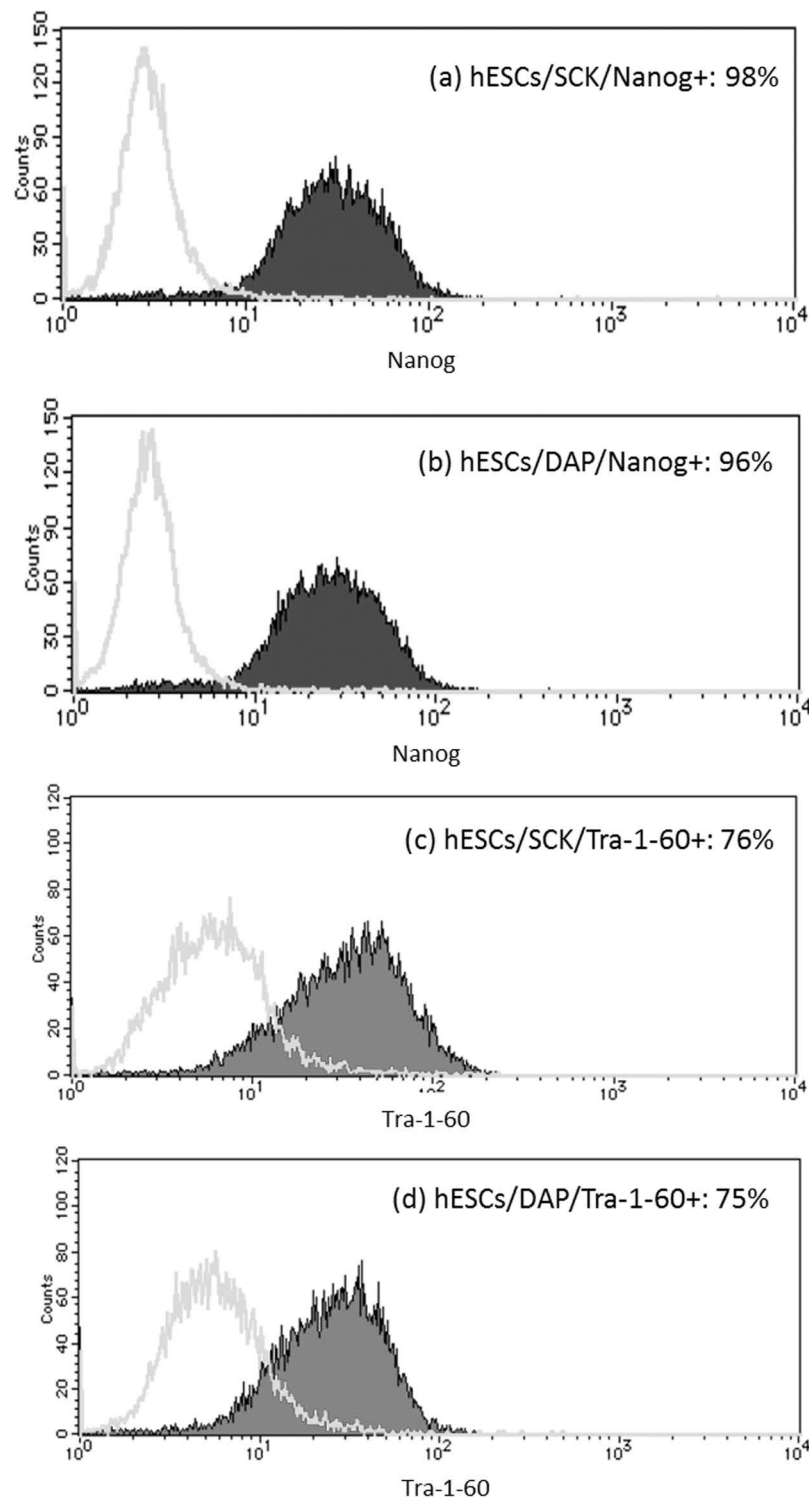 150
(a) hESCs/SCK/Nanog+: 98%
120
90
Counts
60
30
0
10⁰ 10¹ 10² 10³ 10⁴
Nanog
150
(b) hESCs/DAP/Nanog+: 96%
120
90
Counts
60
30
0
10⁰ 10¹ 10² 10³ 10⁴
Nanog
120
(c) hESCs/SCK/Tra-1-60+: 76%
100
80
Counts
60
40
20
0
10⁰ 10¹ 10³ 10⁴
Tra-1-60
120
(d) hESCs/DAP/Tra-1-60+: 75%
100
80
Counts
60
40
20
0
10⁰ 10¹ 10² 10³ 10⁴
Tra-1-60